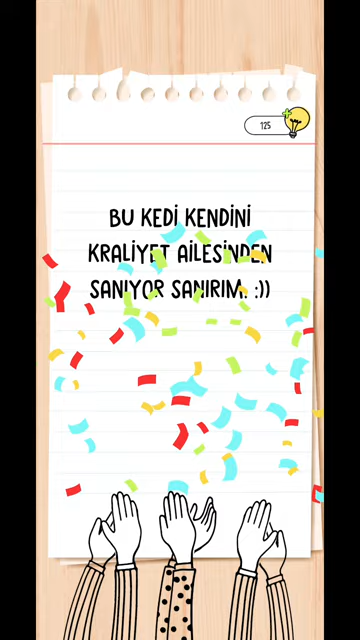 125
BU KEDİ KENDİNİ
KRALİYET AİLESİNDEN
SANIYOR SANIRIM. :))